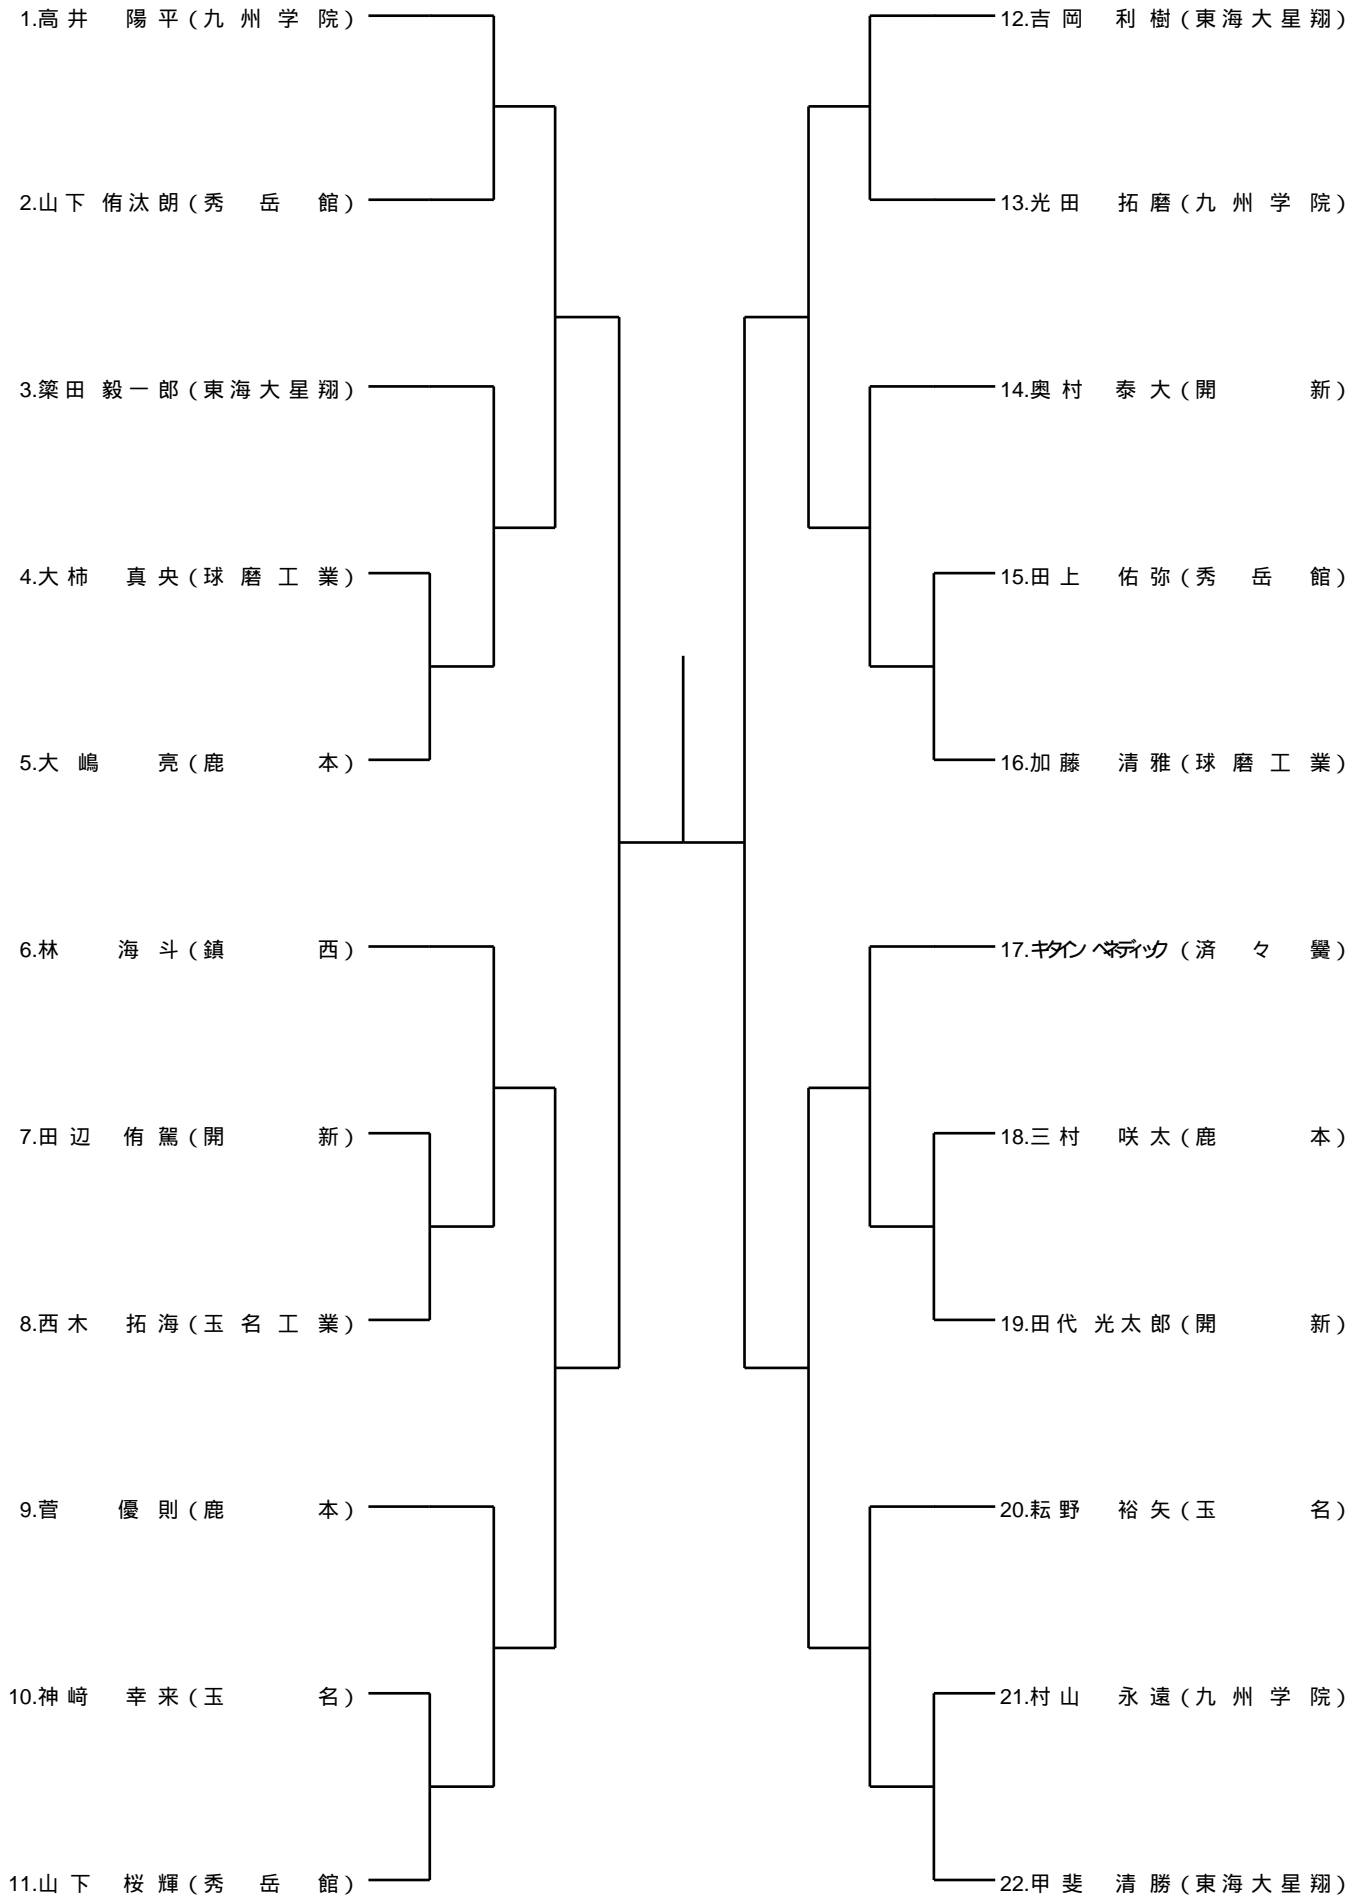 1.高井 陽平(九州学院)
2.山下 侑汰朗(秀岳館)
3.簗田 毅一郎(東海大星翔)
4.大柿 真央(球磨工業)
5.大嶋 亮(鹿本)
6.林 海斗(鎮西)
7.田辺 侑駕(開新)
8.西木 拓海(玉名工業)
9.菅 優則(鹿本)
10.神﨑 幸来(玉名)
11.山下 桜輝(秀岳館)
12.吉岡 利樹(東海大星翔)
13.光田 拓磨(九州学院)
14.奥村 泰大(開新)
15.田上 佑弥(秀岳館)
16.加藤 清雅(球磨工業)
17.キタイン ベネディック(済々黌)
18.三村 咲太(鹿本)
19.田代 光太郎(開新)
20.耘野 裕矢(玉名)
21.村山 永遠(九州学院)
22.甲斐 清勝(東海大星翔)